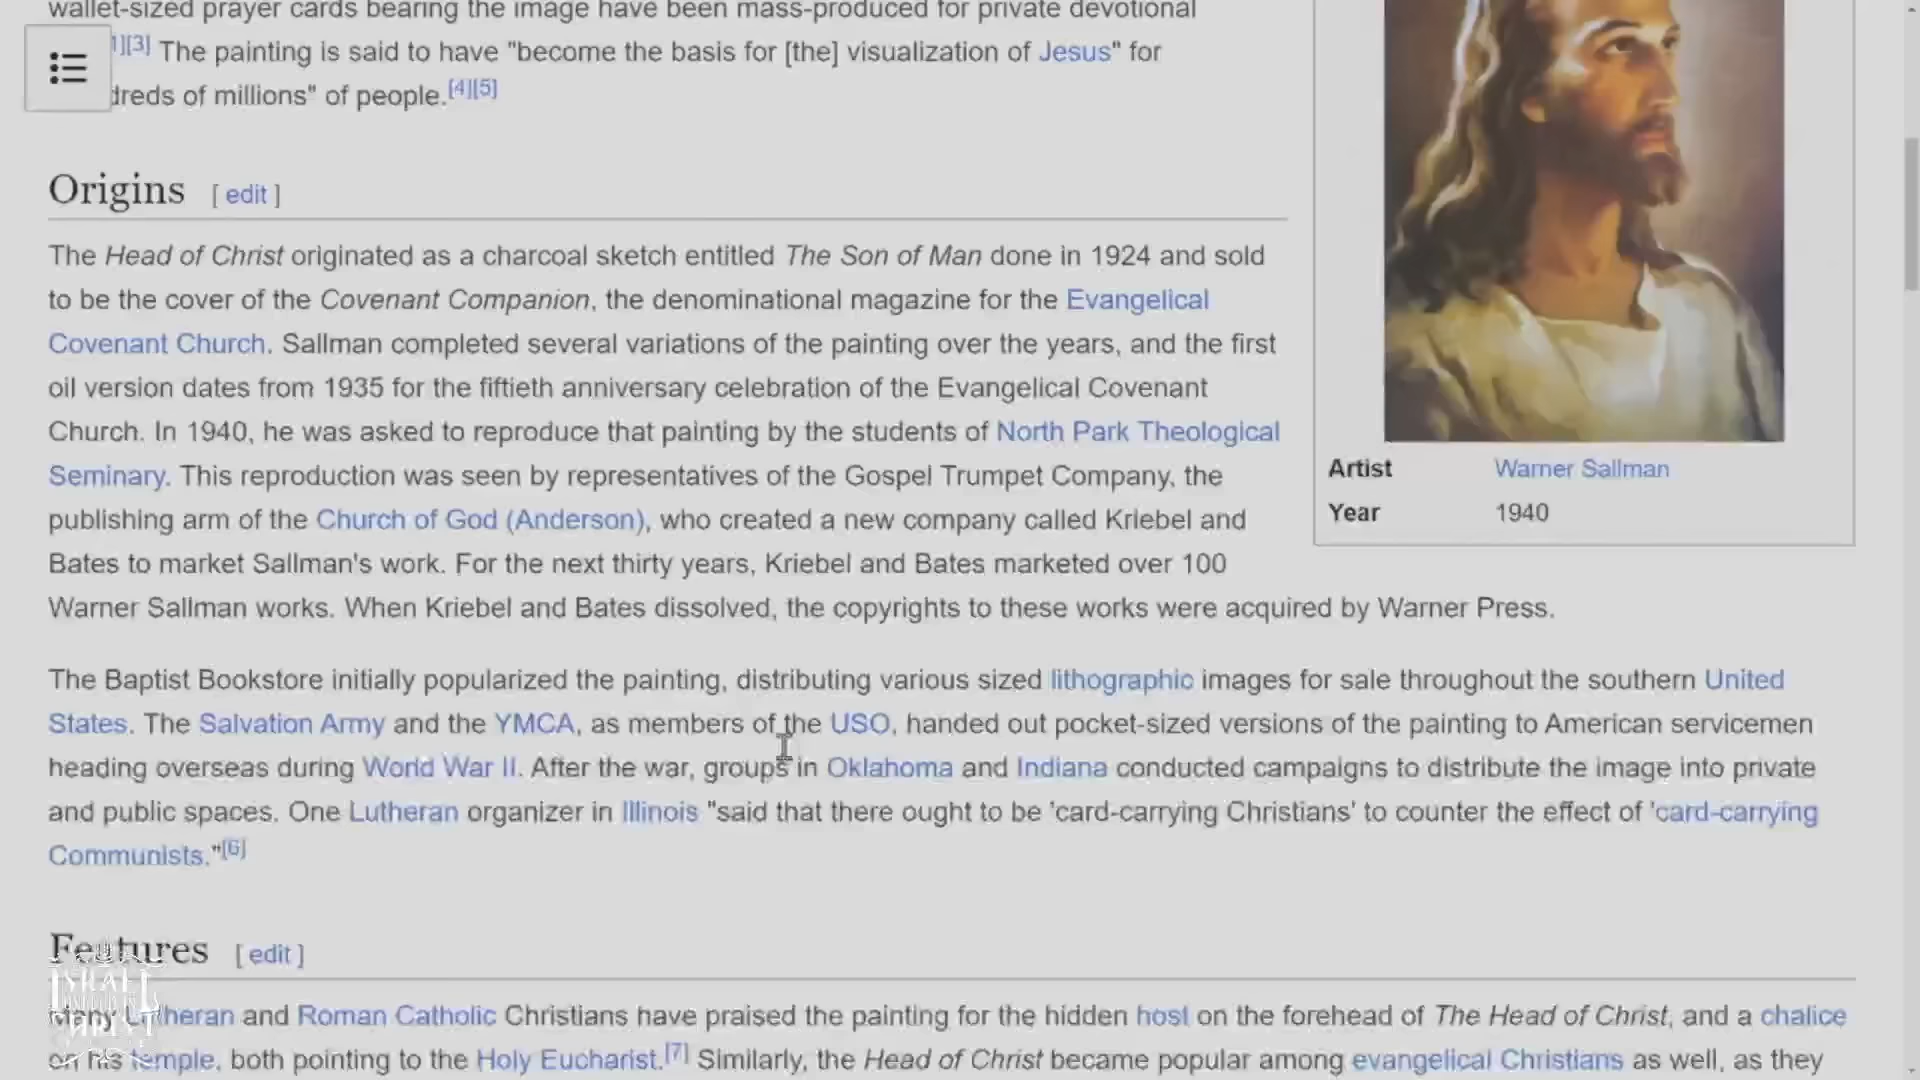 wallet-sized prayer cards bearing the image have been mass-produced for private devotional
[3] The painting is said to have "become the basis for [the] visualization of Jesus" for
dreds of millions" of people.[4][5]
Origins [ edit ]
The Head of Christ originated as a charcoal sketch entitled The Son of Man done in 1924 and sold
to be the cover of the Covenant Companion, the denominational magazine for the Evangelical
Covenant Church. Sallman completed several variations of the painting over the years, and the first
oil version dates from 1935 for the fiftieth anniversary celebration of the Evangelical Covenant
Church. In 1940, he was asked to reproduce that painting by the students of North Park Theological
Seminary. This reproduction was seen by representatives of the Gospel Trumpet Company, the
publishing arm of the Church of God (Anderson), who created a new company called Kriebel and
Bates to market Sallman's work. For the next thirty years, Kriebel and Bates marketed over 100
Warner Sallman works. When Kriebel and Bates dissolved, the copyrights to these works were acquired by Warner Press.
Artist Warner Sallman
Year 1940
The Baptist Bookstore initially popularized the painting, distributing various sized lithographic images for sale throughout the southern United
States. The Salvation Army and the YMCA, as members of the USO, handed out pocket-sized versions of the painting to American servicemen
heading overseas during World War II. After the war, groups in Oklahoma and Indiana conducted campaigns to distribute the image into private
and public spaces. One Lutheran organizer in Illinois "said that there ought to be 'card-carrying Christians' to counter the effect of 'card-carrying
Communists."[6]
Features [ edit ]
Many Lutheran and Roman Catholic Christians have praised the painting for the hidden host on the forehead of The Head of Christ, and a chalice
on his temple, both pointing to the Holy Eucharist.[7] Similarly, the Head of Christ became popular among evangelical Christians as well, as they